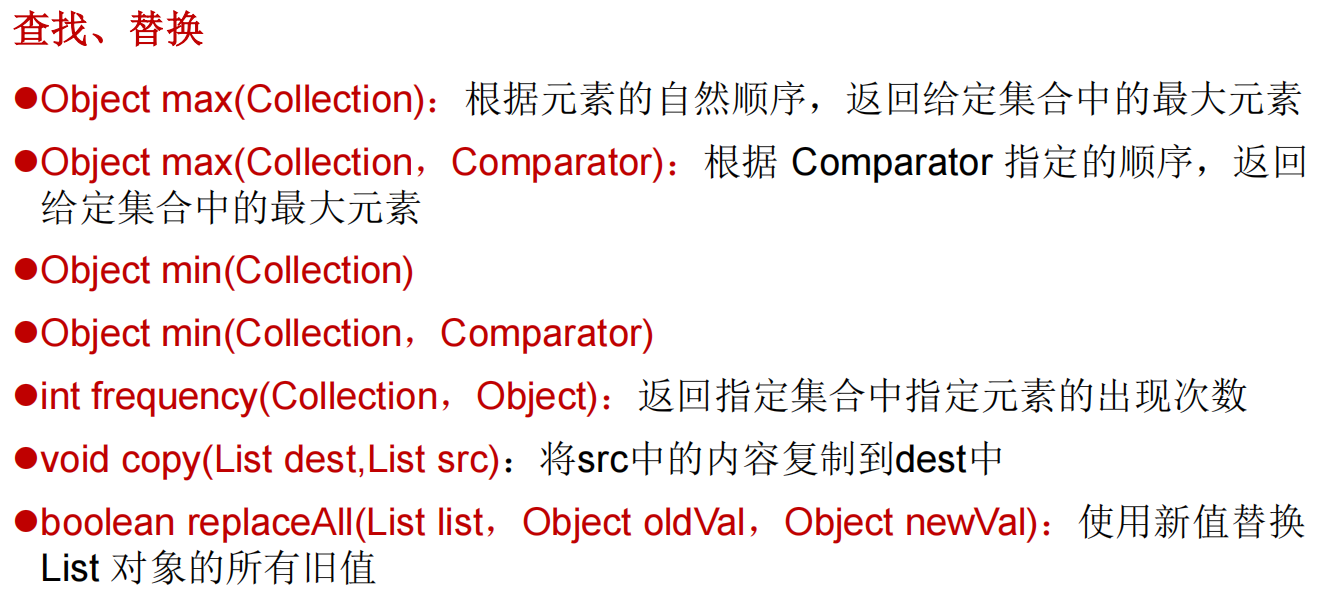 查找、替换
●Object max(Collection)：根据元素的自然顺序，返回给定集合中的最大元素
●Object max(Collection，Comparator)：根据 Comparator 指定的顺序，返回
给定集合中的最大元素
●Object min(Collection)
●Object min(Collection，Comparator)
●int frequency(Collection，Object)：返回指定集合中指定元素的出现次数
●void copy(List dest,List src)：将src中的内容复制到dest中
●boolean replaceAll(List list，Object oldVal，Object newVal)：使用新值替换
List 对象的所有旧值